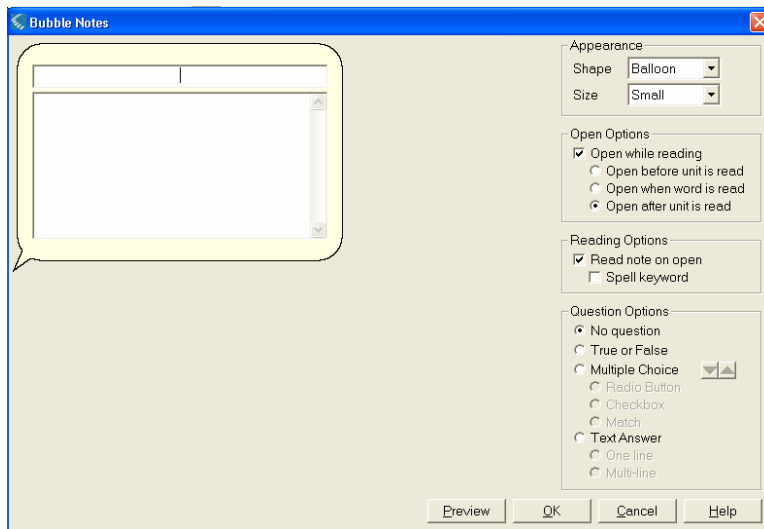 Bubble Notes
Appearance
Shape Balloon
Size Small
Open Options
Open while reading
Open before unit is read
Open when word is read
Open after unit is read
Reading Options
Read note on open
Spell keyword
Question Options
No question
True or False
Multiple Choice
Radio Button
Checkbox
Match
Text Answer
One line
Multi-line
Preview OK Cancel Help